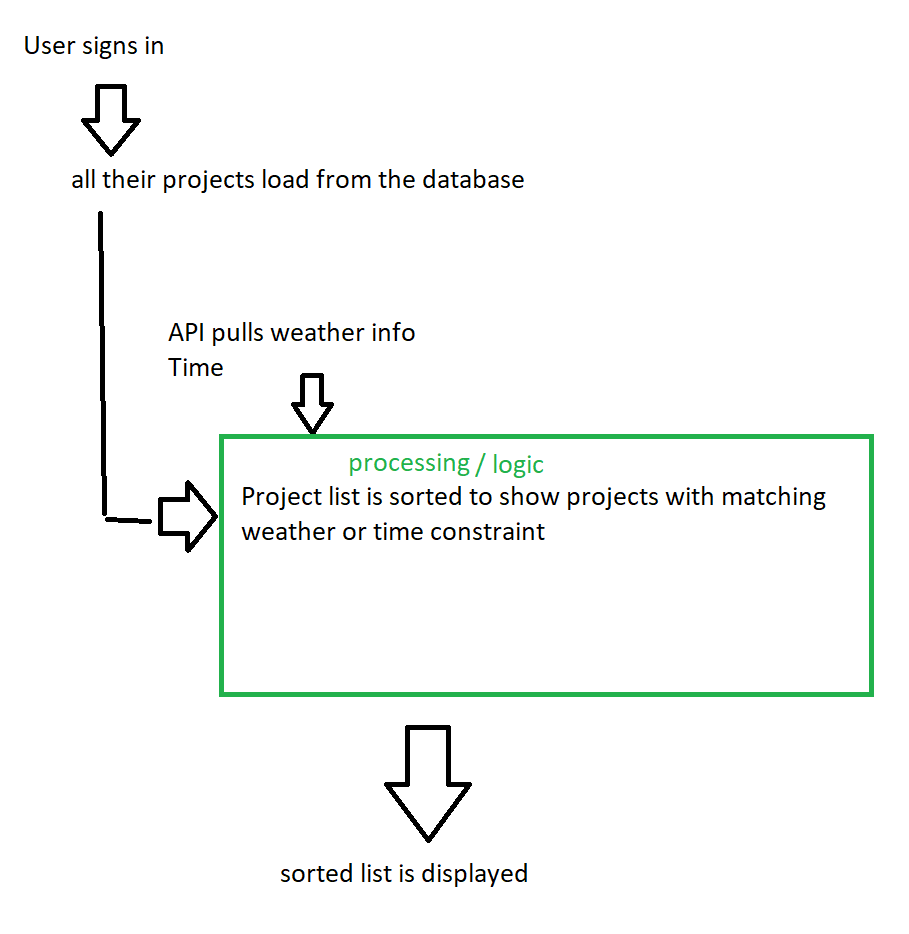 User signs in
all their projects load from the database
API pulls weather info
Time
processing / logic
Project list is sorted to show projects with matching
weather or time constraint
sorted list is displayed